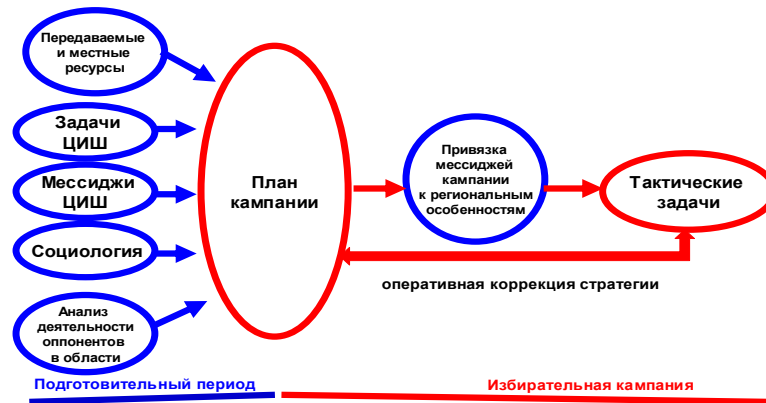 Передаваемые
и местные
ресурсы
Задачи
ЦИШ
Мессиджи
ЦИШ
Социология
Анализ
деятельности
оппонентов
в области
План
кампании
Привязка
мессиджей
кампании
к региональным
особенностям
Тактические
задачи
оперативная коррекция стратегии
Подготовительный период
Избирательная кампания